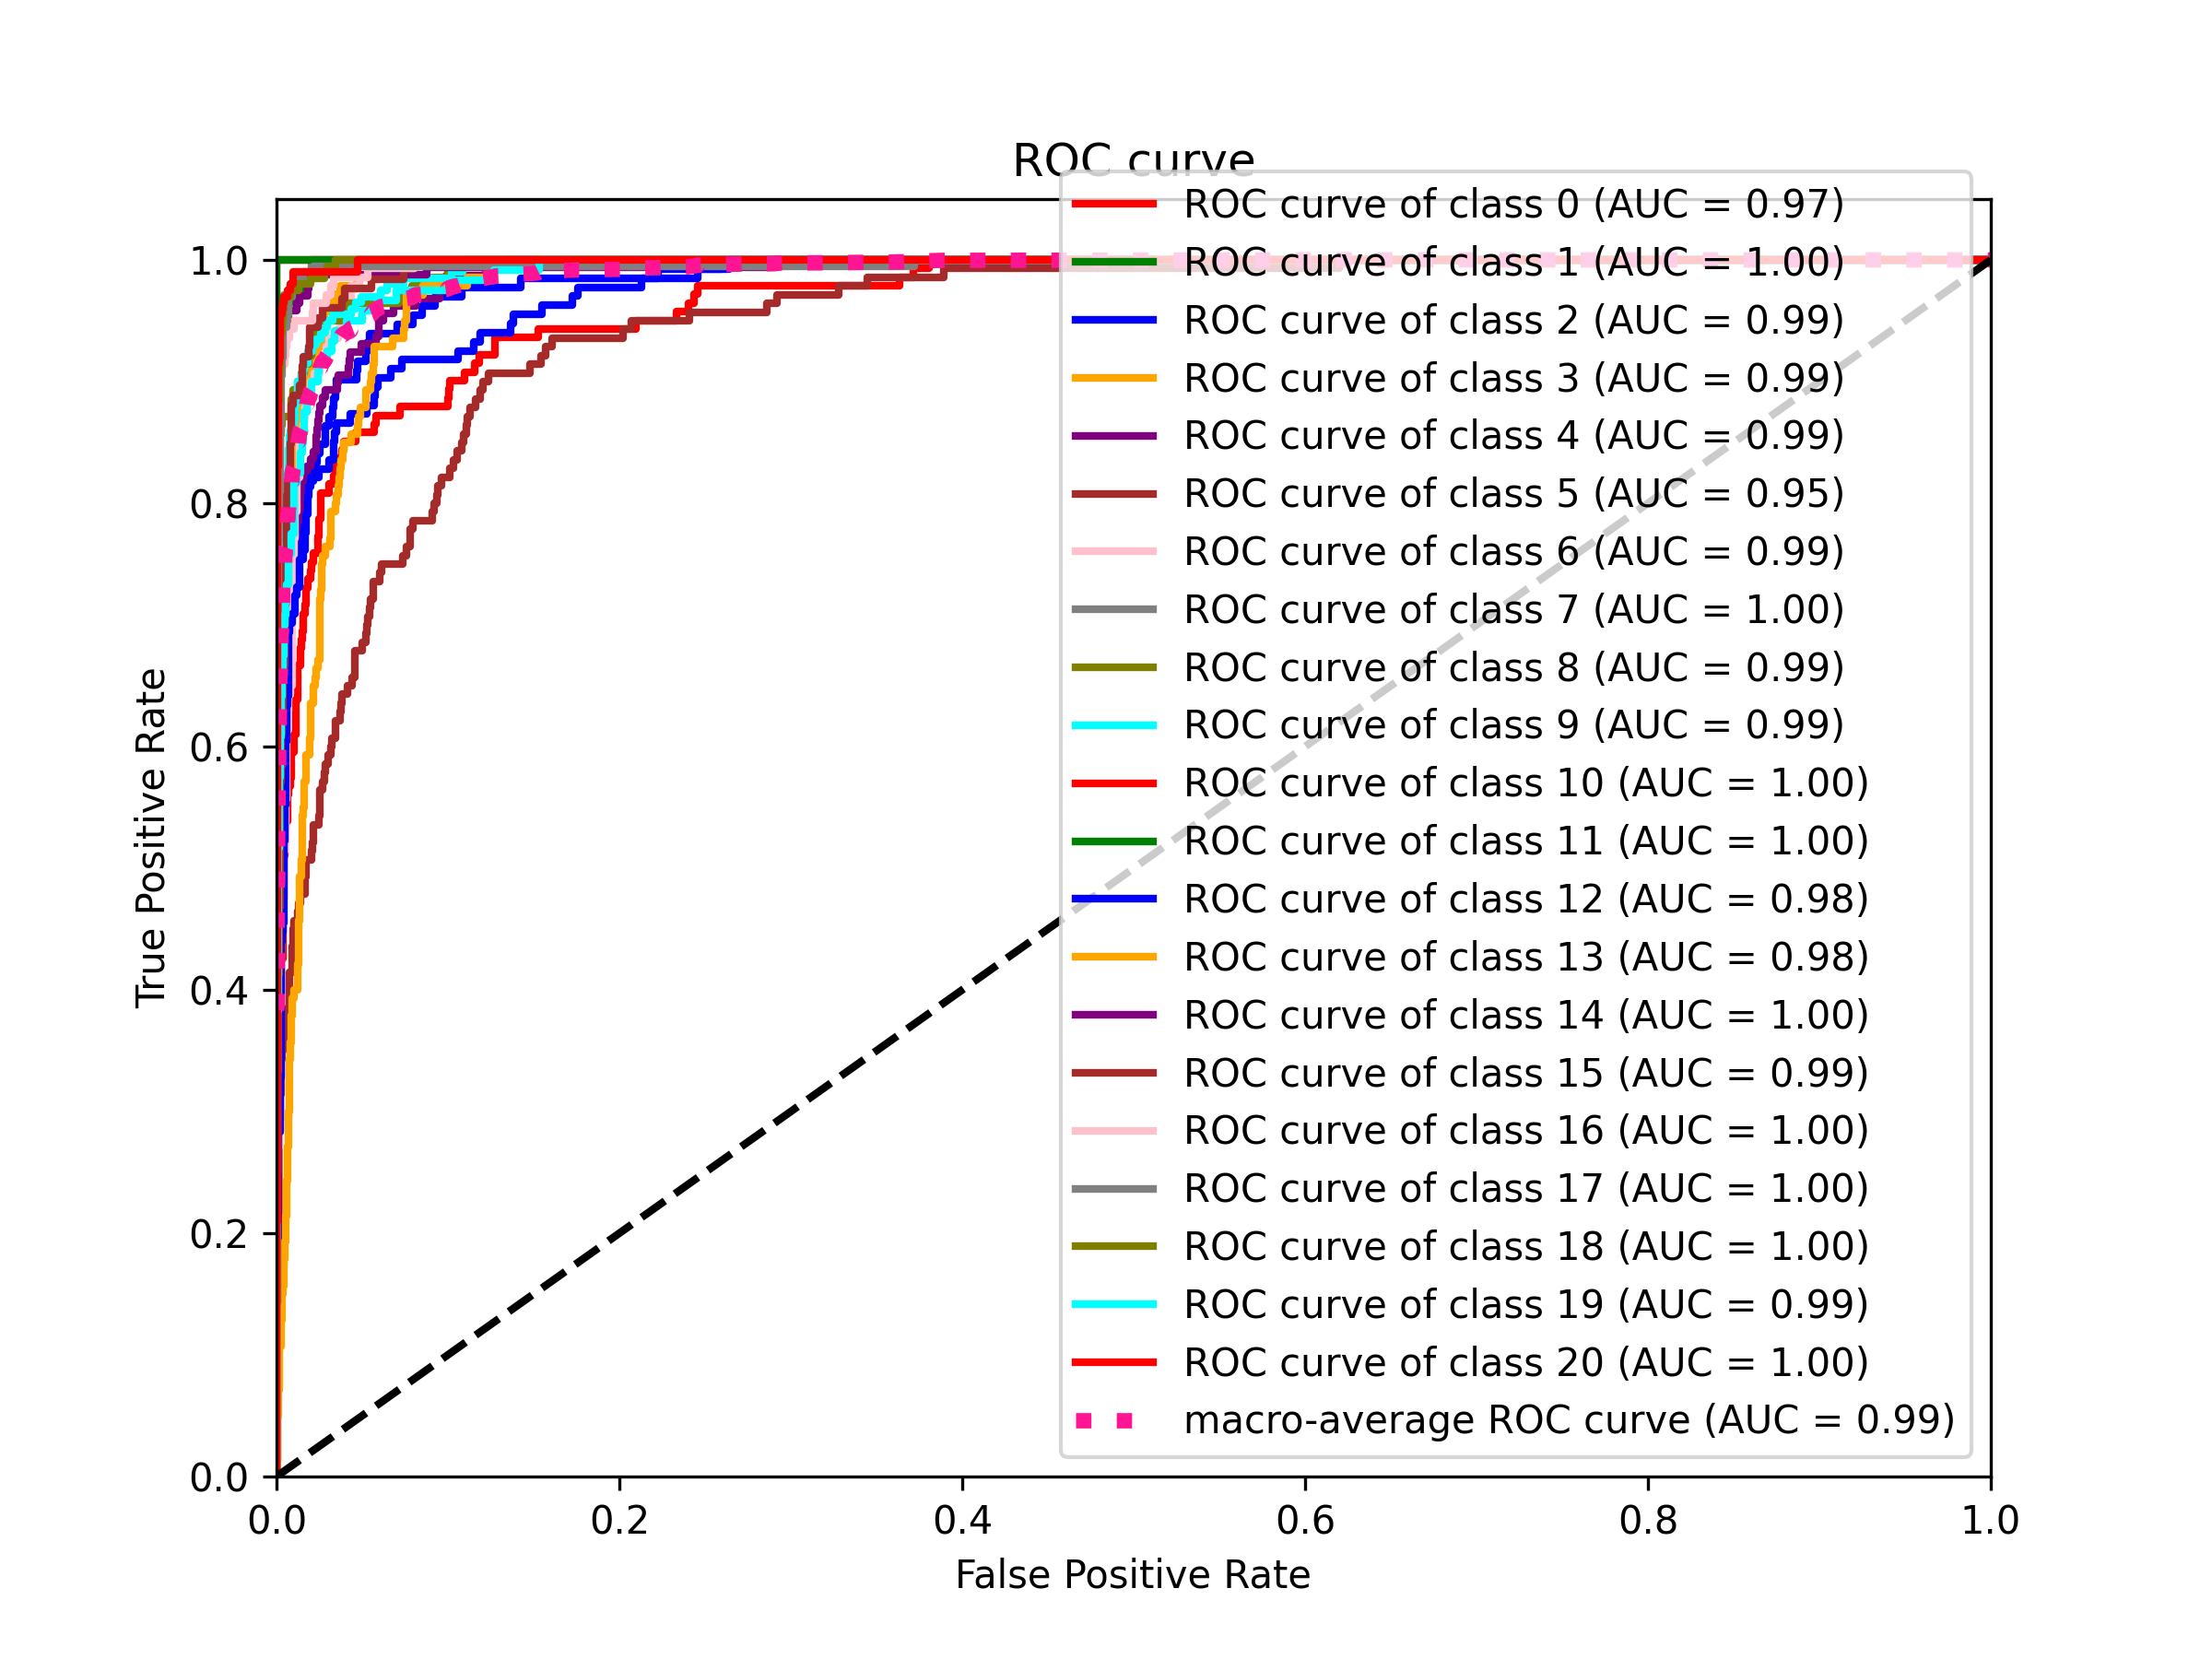 ROC curve
ROC curve of class 0 (AUC = 0.97)
ROC curve of class 1 (AUC = 1.00)
ROC curve of class 2 (AUC = 0.99)
ROC curve of class 3 (AUC = 0.99)
ROC curve of class 4 (AUC = 0.99)
ROC curve of class 5 (AUC = 0.95)
ROC curve of class 6 (AUC = 0.99)
ROC curve of class 7 (AUC = 1.00)
ROC curve of class 8 (AUC = 0.99)
ROC curve of class 9 (AUC = 0.99)
ROC curve of class 10 (AUC = 1.00)
ROC curve of class 11 (AUC = 1.00)
ROC curve of class 12 (AUC = 0.98)
ROC curve of class 13 (AUC = 0.98)
ROC curve of class 14 (AUC = 1.00)
ROC curve of class 15 (AUC = 0.99)
ROC curve of class 16 (AUC = 1.00)
ROC curve of class 17 (AUC = 1.00)
ROC curve of class 18 (AUC = 1.00)
ROC curve of class 19 (AUC = 0.99)
ROC curve of class 20 (AUC = 1.00)
macro-average ROC curve (AUC = 0.99)
True Positive Rate
1.0
0.8
0.6
0.4
0.2
0.0
0.0 0.2 0.4 0.6 0.8 1.0
False Positive Rate